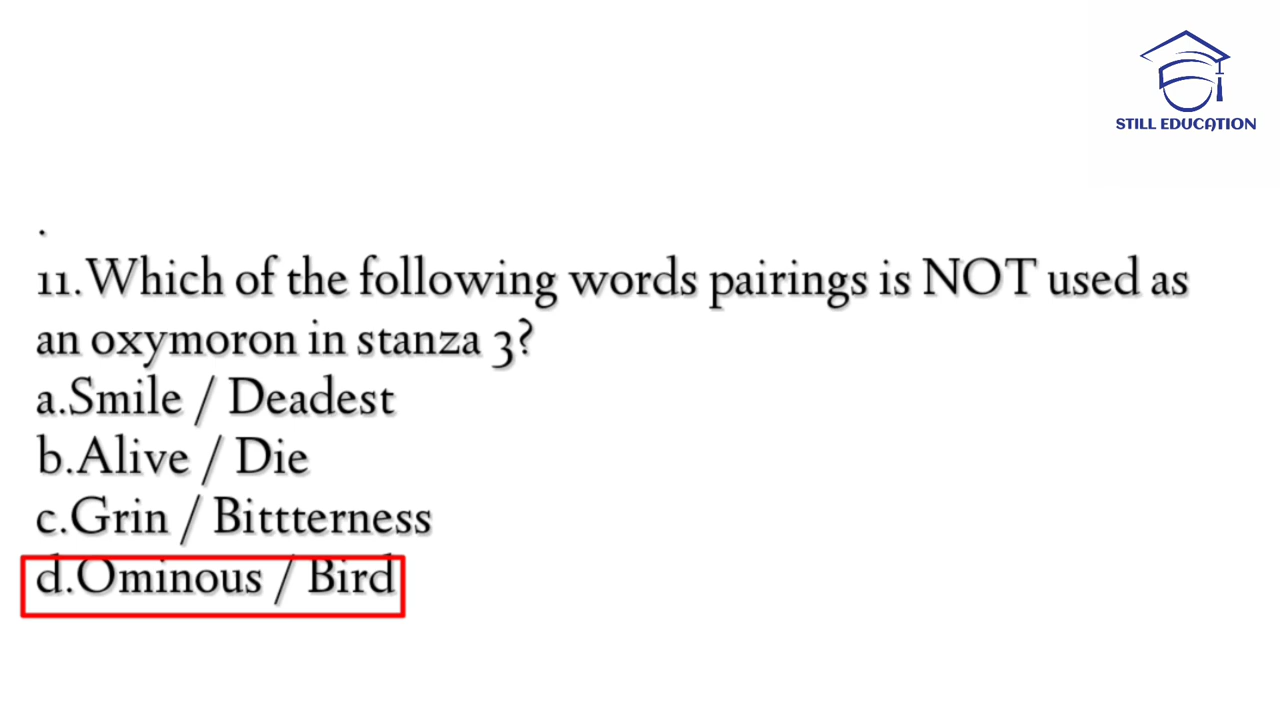 STILL EDUCATION
.
11.Which of the following words pairings is NOT used as
an oxymoron in stanza 3?
a.Smile / Deadest
b.Alive / Die
c.Grin / Bittterness
d.Ominous / Bird